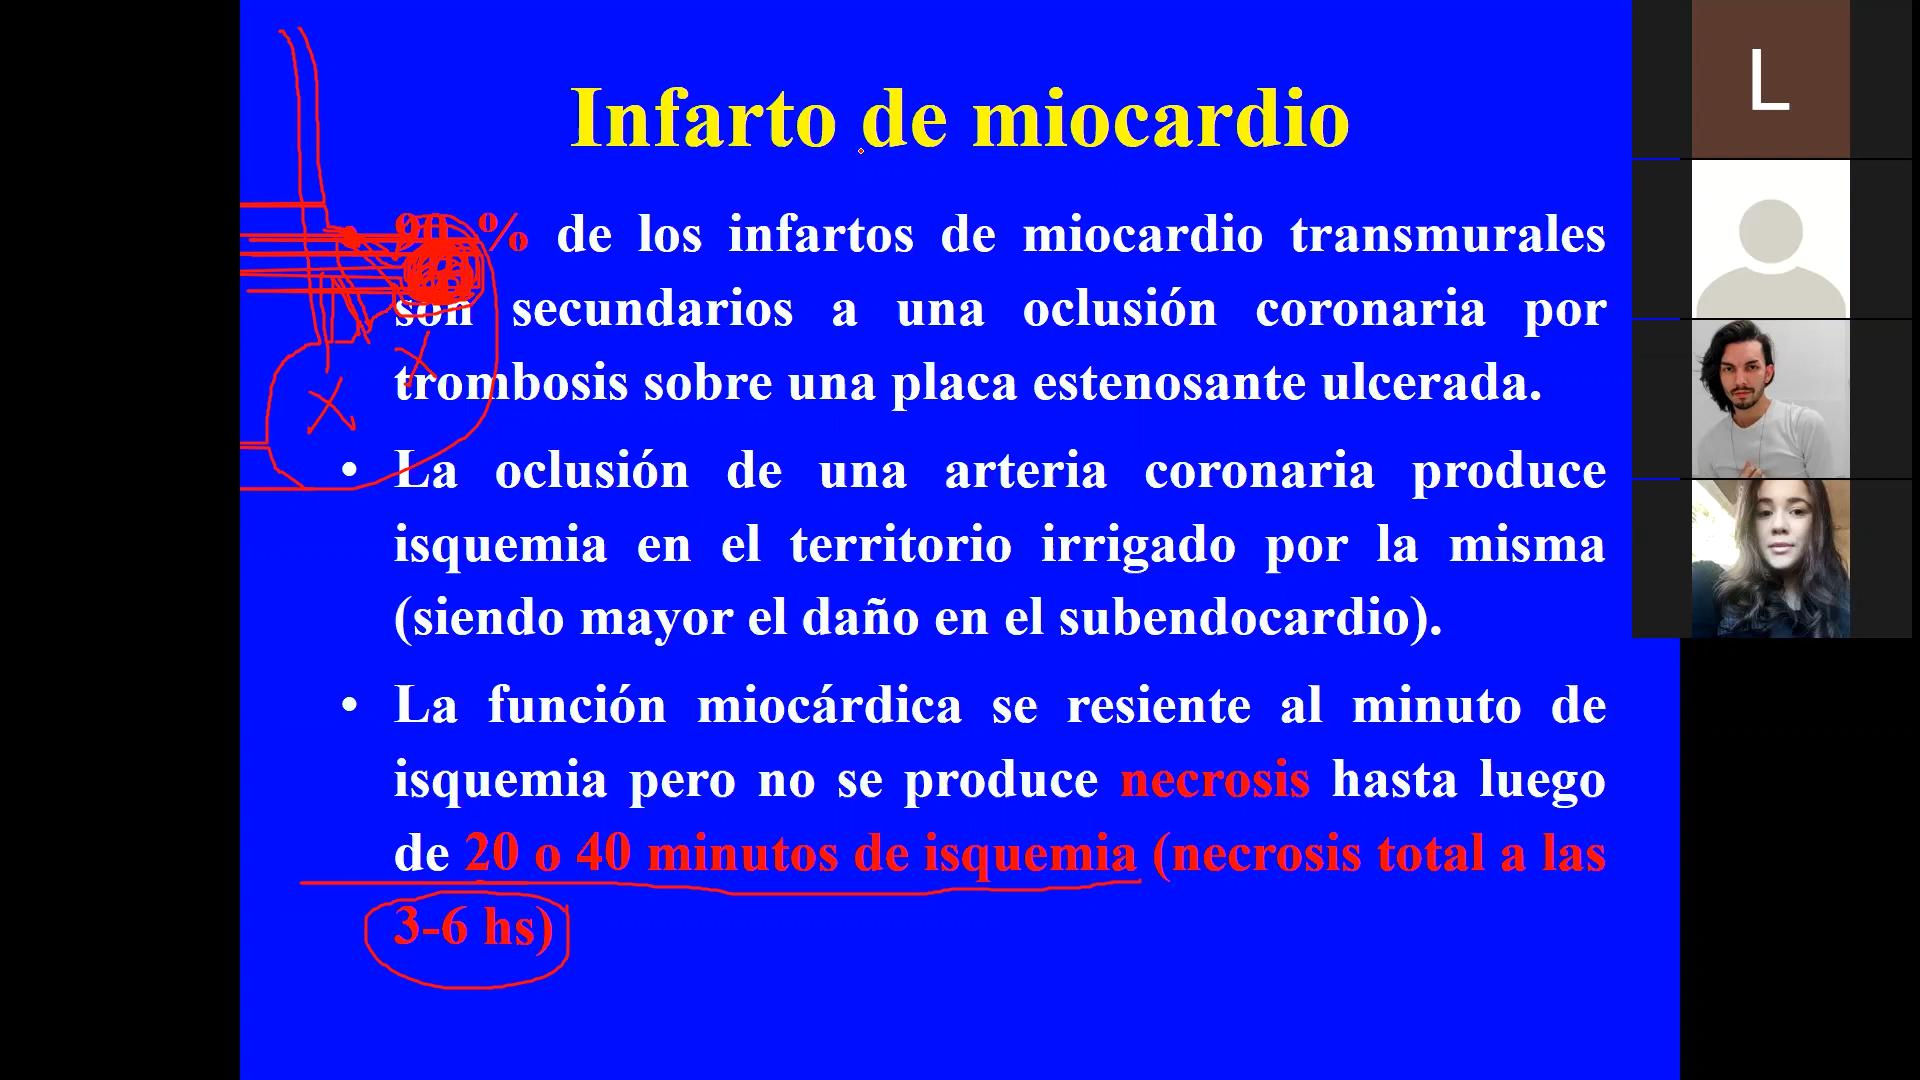 Infarto de miocardio
90 % de los infartos de miocardio transmurales
son secundarios a una oclusión coronaria por
trombosis sobre una placa estenosante ulcerada.
• La oclusión de una arteria coronaria produce
isquemia en el territorio irrigado por la misma
(siendo mayor el daño en el subendocardio).
• La función miocárdica se resiente al minuto de
isquemia pero no se produce necrosis hasta luego
de 20 o 40 minutos de isquemia (necrosis total a las
3-6 hs)
L